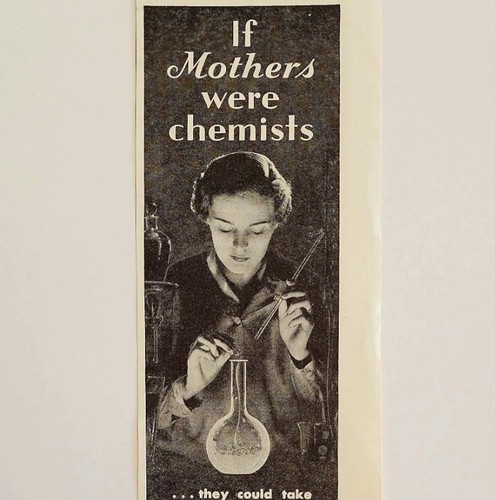 If
Mothers
were
chemists
...they could take